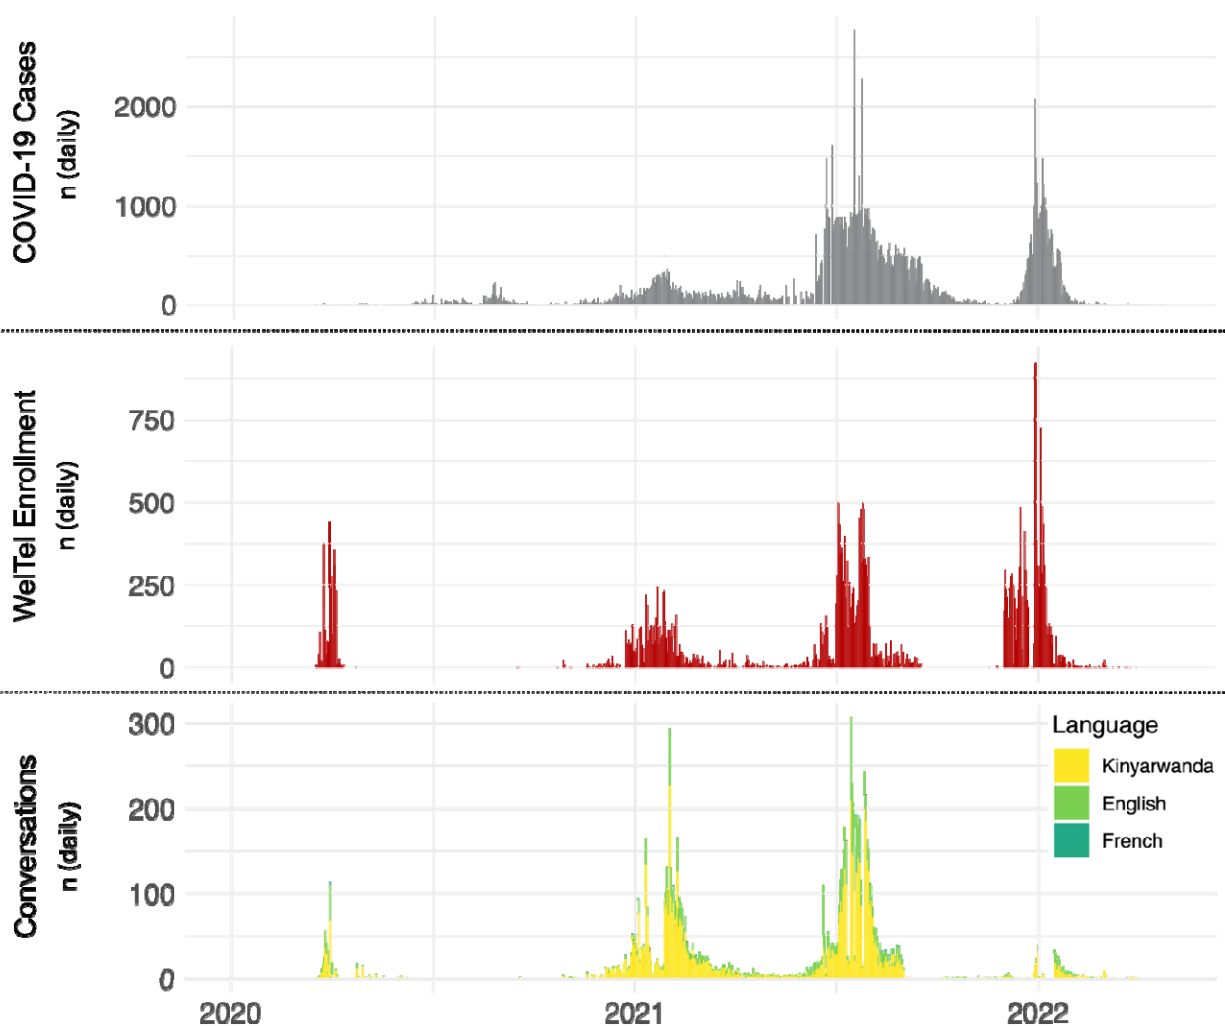 COVID-19 Cases
n (daily)
2000
1000
0
WelTel Enrollment
n (daily)
750
500
250
0
Conversations
n (daily)
300
200
100
0
Language
Kinyarwanda
English
French
2020
2021
2022